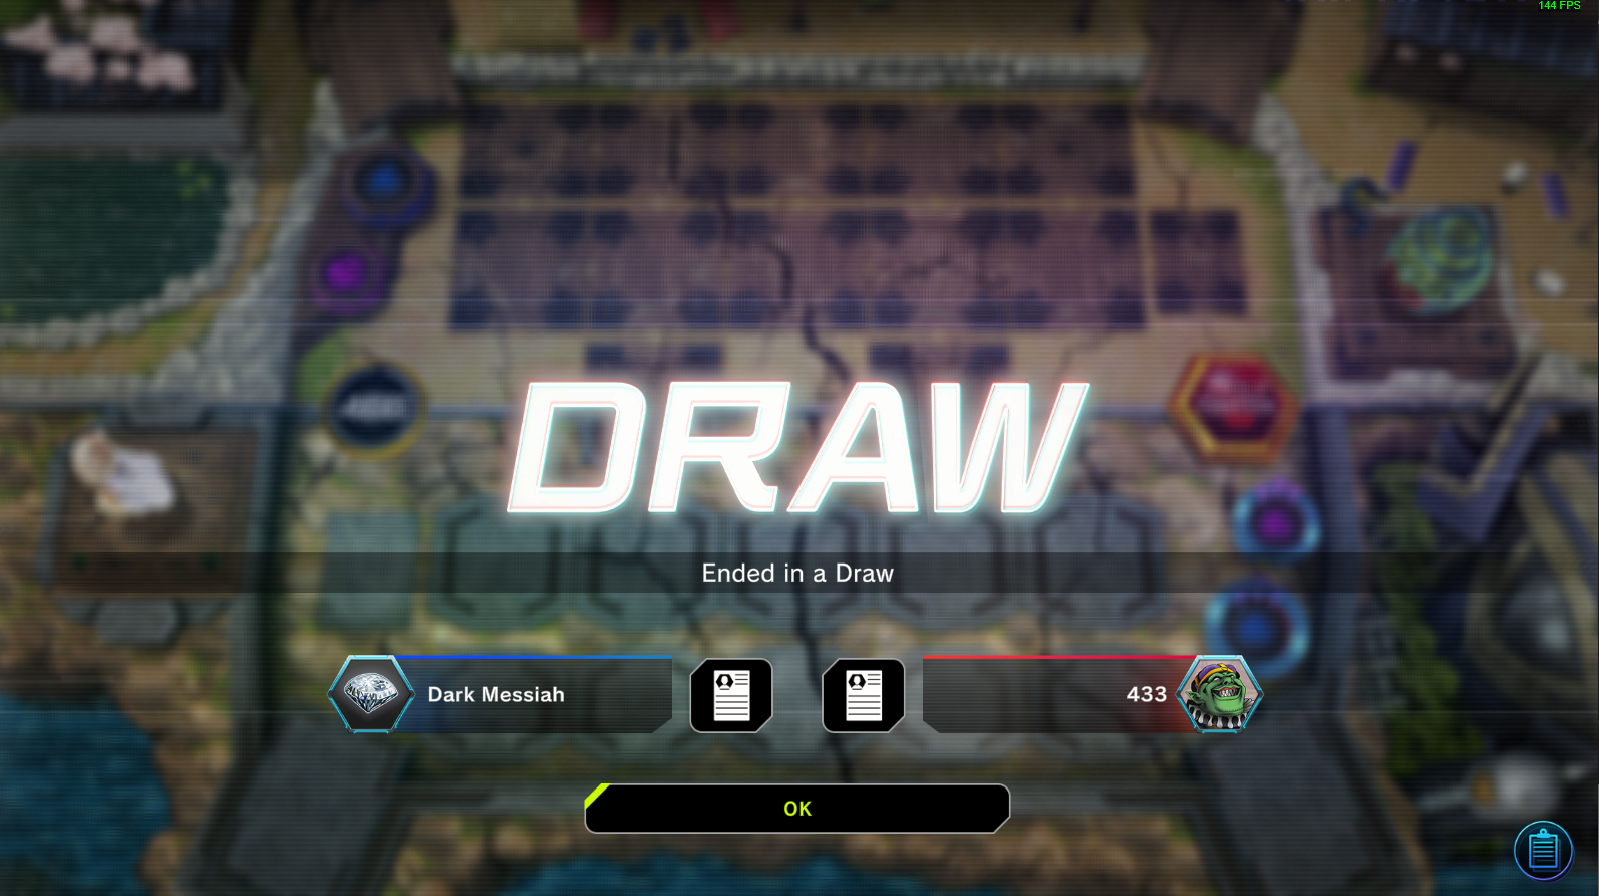 144 FPS
DRAW
Ended in a Draw
Dark Messiah
433
OK